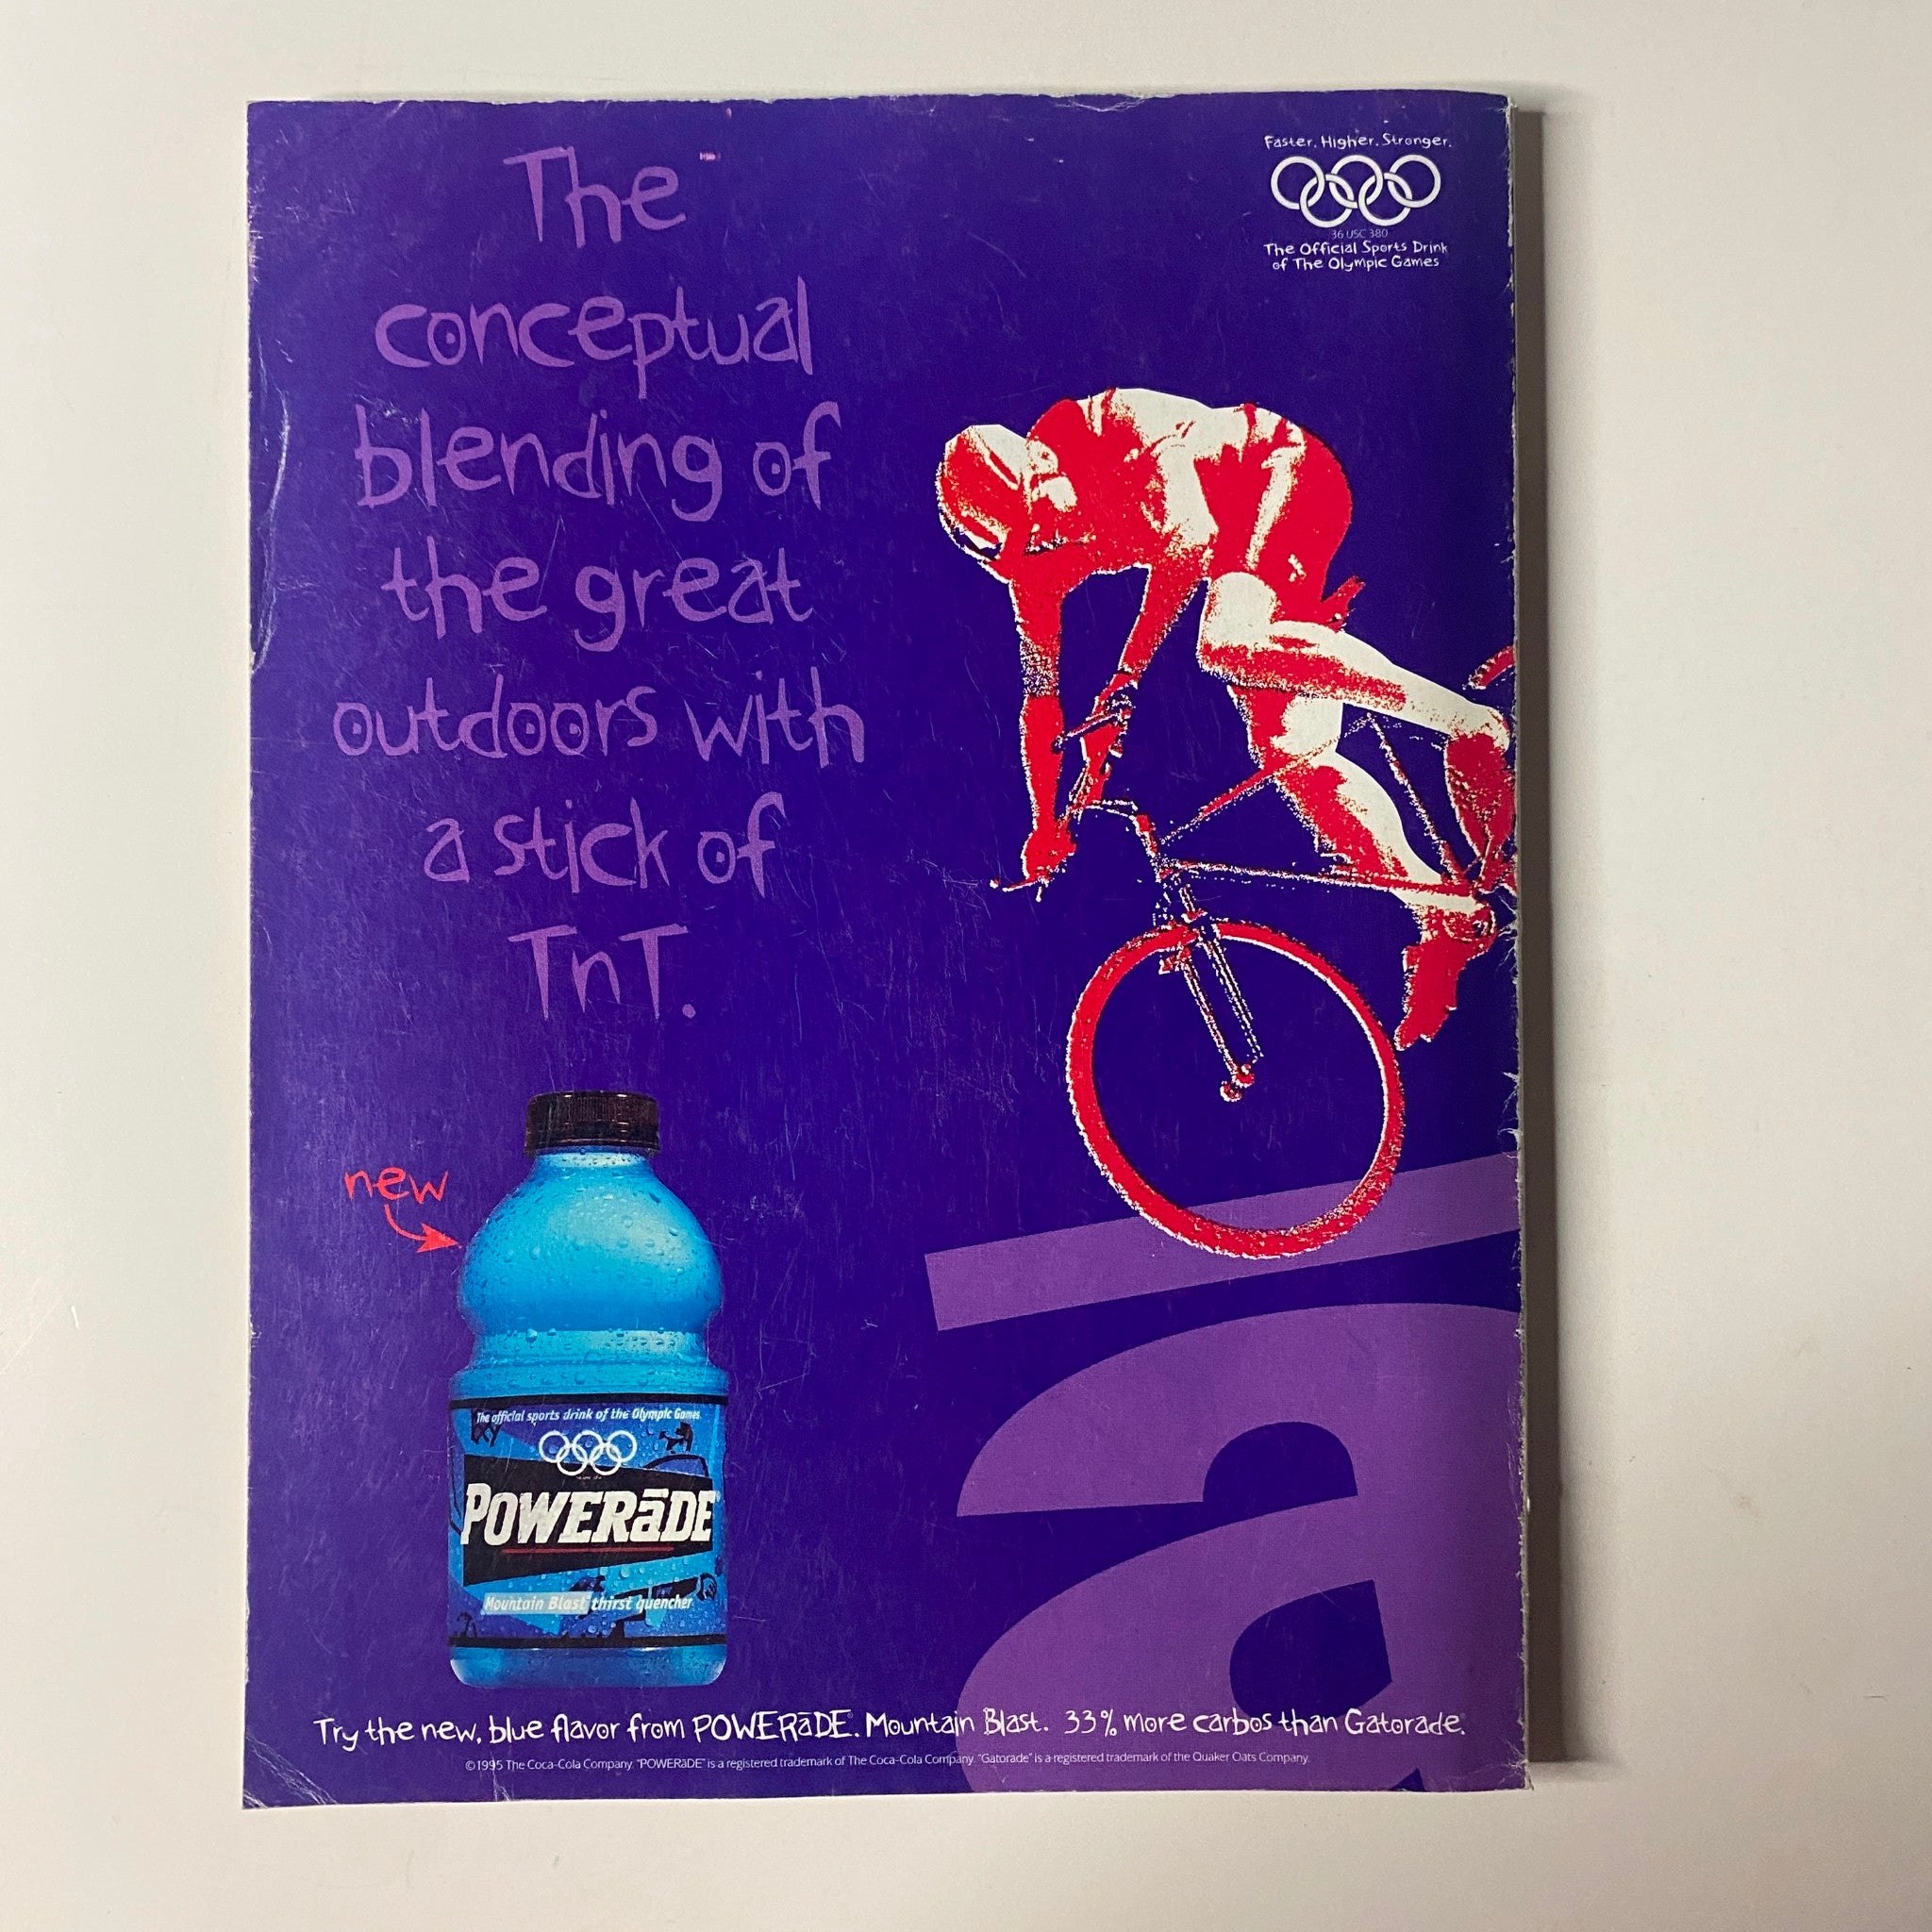 The
conceptual
blending of
the great
outdoors with
a stick of
TnT.
Faster. Higher. Stronger.
36 USC 380
The Official Sports Drink
of The Olympic Games
new
The official sports drink of the Olympic Games
POWERāDE
Mountain Blast thirst quencher
ā
Try the new, blue flavor from POWERāDE®. Mountain Blast. 33% more carbos than Gatorade.®
©1995 The Coca-Cola Company. "POWERāDE" is a registered trademark of The Coca-Cola Company. "Gatorade" is a registered trademark of the Quaker Oats Company.